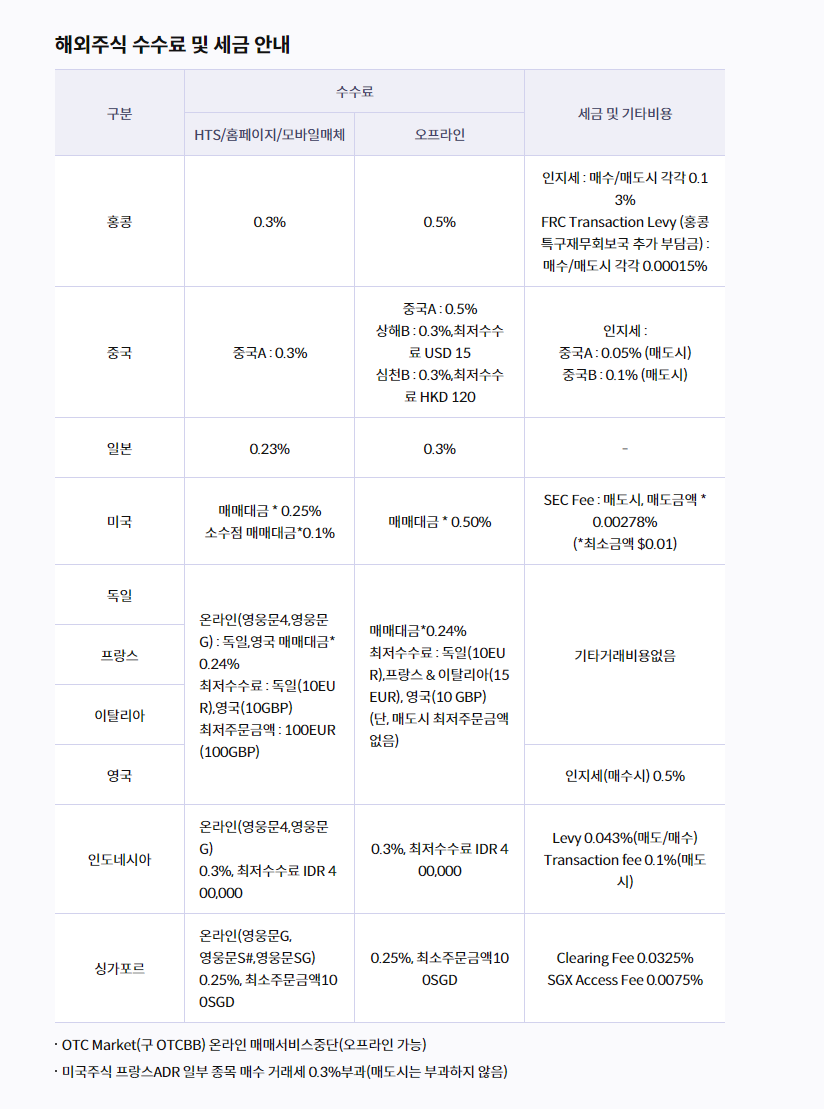 해외주식 수수료 및 세금 안내
구분
수수료
세금 및 기타비용
HTS/홈페이지/모바일매체
오프라인
홍콩
0.3%
0.5%
인지세 : 매수/매도시 각각 0.1
3%
FRC Transaction Levy (홍콩
특구재무회보국 추가 부담금) :
매수/매도시 각각 0.00015%
중국
중국A : 0.3%
중국A : 0.5%
상해B : 0.3%,최저수수
료 USD 15
심천B : 0.3%,최저수수
료 HKD 120
인지세 :
중국A : 0.05% (매도시)
중국B : 0.1% (매도시)
일본
0.23%
0.3%
-
미국
매매대금 * 0.25%
소수점 매매대금*0.1%
매매대금 * 0.50%
SEC Fee : 매도시, 매도금액 *
0.00278%
(*최소금액 $0.01)
독일
프랑스
이탈리아
영국
온라인(영웅문4,영웅문
G) : 독일,영국 매매대금*
0.24%
최저수수료 : 독일(10EU
R),영국(10GBP)
최저주문금액 : 100EUR
(100GBP)
매매대금*0.24%
최저수수료 : 독일(10EU
R),프랑스 & 이탈리아(15
EUR), 영국(10 GBP)
(단, 매도시 최저주문금액
없음)
기타거래비용없음
인지세(매수시) 0.5%
인도네시아
온라인(영웅문4,영웅문
G)
0.3%, 최저수수료 IDR 4
00,000
0.3%, 최저수수료 IDR 4
00,000
Levy 0.043%(매도/매수)
Transaction fee 0.1%(매도
시)
싱가포르
온라인(영웅문G,
영웅문S#,영웅문SG)
0.25%, 최소주문금액10
0SGD
0.25%, 최소주문금액10
0SGD
Clearing Fee 0.0325%
SGX Access Fee 0.0075%
· OTC Market(구 OTCBB) 온라인 매매서비스중단(오프라인 가능)
· 미국주식 프랑스ADR 일부 종목 매수 거래세 0.3%부과(매도시는 부과하지 않음)